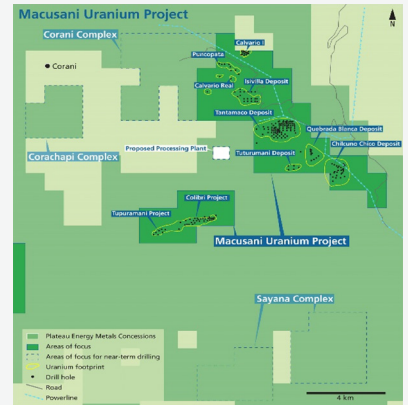 Macusani Uranium Project
Corani Complex
N
Calvario I
Puncopata
Corani
Isivilla Deposit
Calvario Real
Tantamaco Deposit
Quebrada Blanca Deposit
Proposed Processing Plant
Chilcuno Chico Deposit
Corachapi Complex
Tuturumani Deposit
Colibri Project
Tupuramani Project
Macusani Uranium Project
Sayana Complex
Plateau Energy Metals Concessions
Areas of focus
Areas of focus for near-term drilling
Uranium footprint
Drill hole
Road
Powerline
4 km